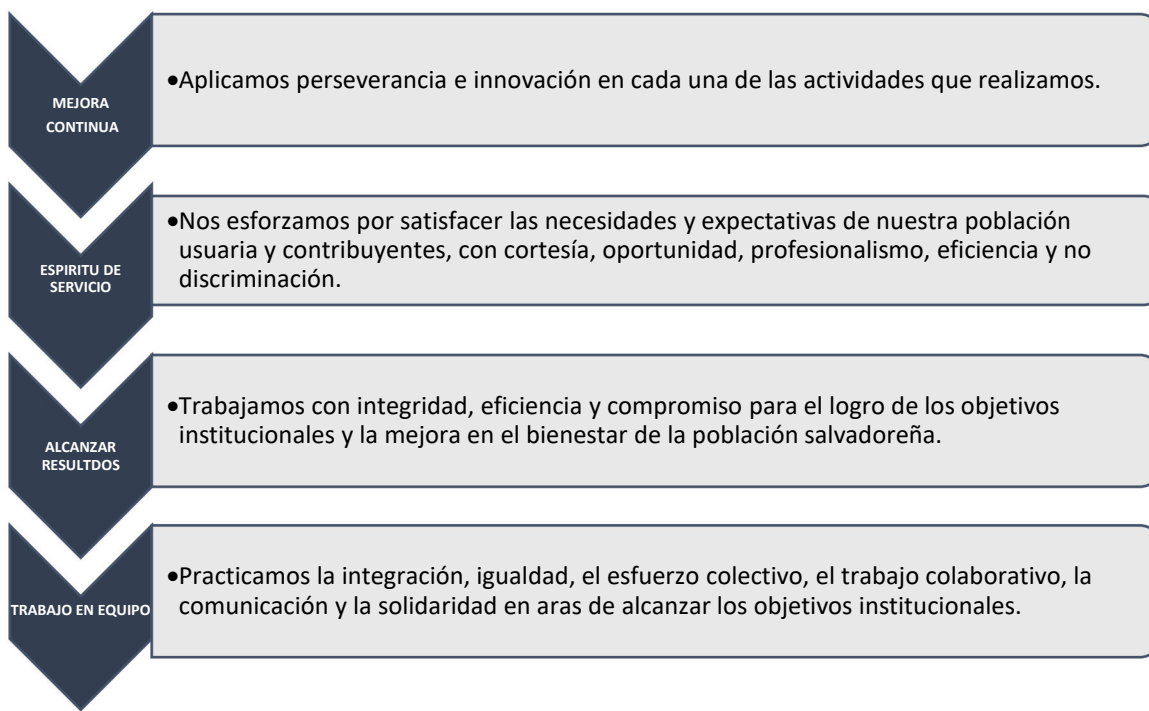 MEJORA
CONTINUA
•Aplicamos perseverancia e innovación en cada una de las actividades que realizamos.
ESPIRITU DE
SERVICIO
•Nos esforzamos por satisfacer las necesidades y expectativas de nuestra población
usuaria y contribuyentes, con cortesía, oportunidad, profesionalismo, eficiencia y no
discriminación.
ALCANZAR
RESULTDOS
•Trabajamos con integridad, eficiencia y compromiso para el logro de los objetivos
institucionales y la mejora en el bienestar de la población salvadoreña.
TRABAJO EN EQUIPO
•Practicamos la integración, igualdad, el esfuerzo colectivo, el trabajo colaborativo, la
comunicación y la solidaridad en aras de alcanzar los objetivos institucionales.